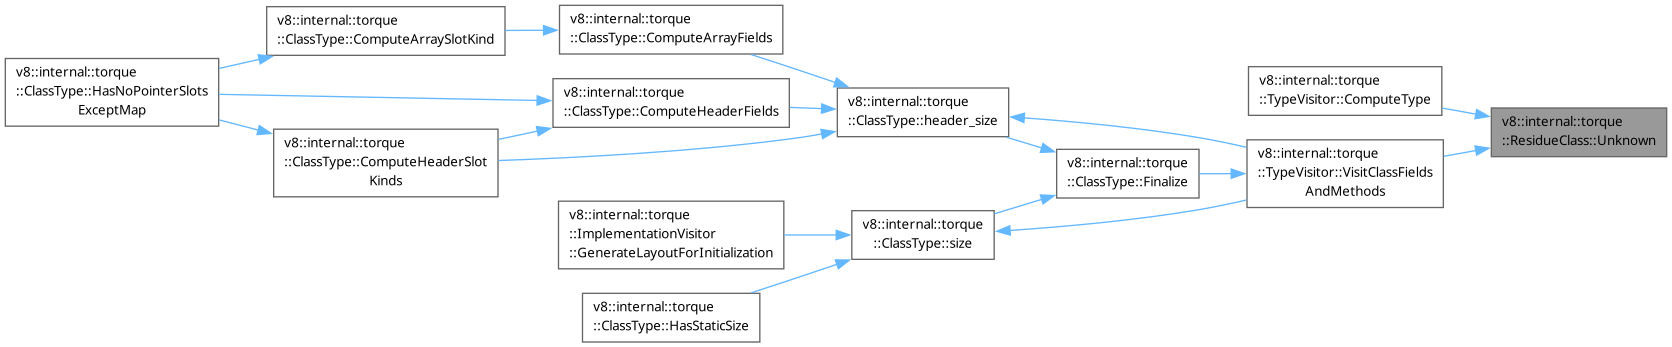 v8::internal::torque
::ClassType::HasNoPointerSlots
ExceptMap
v8::internal::torque
::ClassType::ComputeArraySlotKind
v8::internal::torque
::ClassType::ComputeHeaderSlot
Kinds
v8::internal::torque
::ClassType::ComputeArrayFields
v8::internal::torque
::ClassType::ComputeHeaderFields
v8::internal::torque
::ImplementationVisitor
::GenerateLayoutForInitialization
v8::internal::torque
::ClassType::HasStaticSize
v8::internal::torque
::ClassType::header_size
v8::internal::torque
::ClassType::size
v8::internal::torque
::ClassType::Finalize
v8::internal::torque
::TypeVisitor::ComputeType
v8::internal::torque
::TypeVisitor::VisitClassFields
AndMethods
v8::internal::torque
::ResidueClass::Unknown